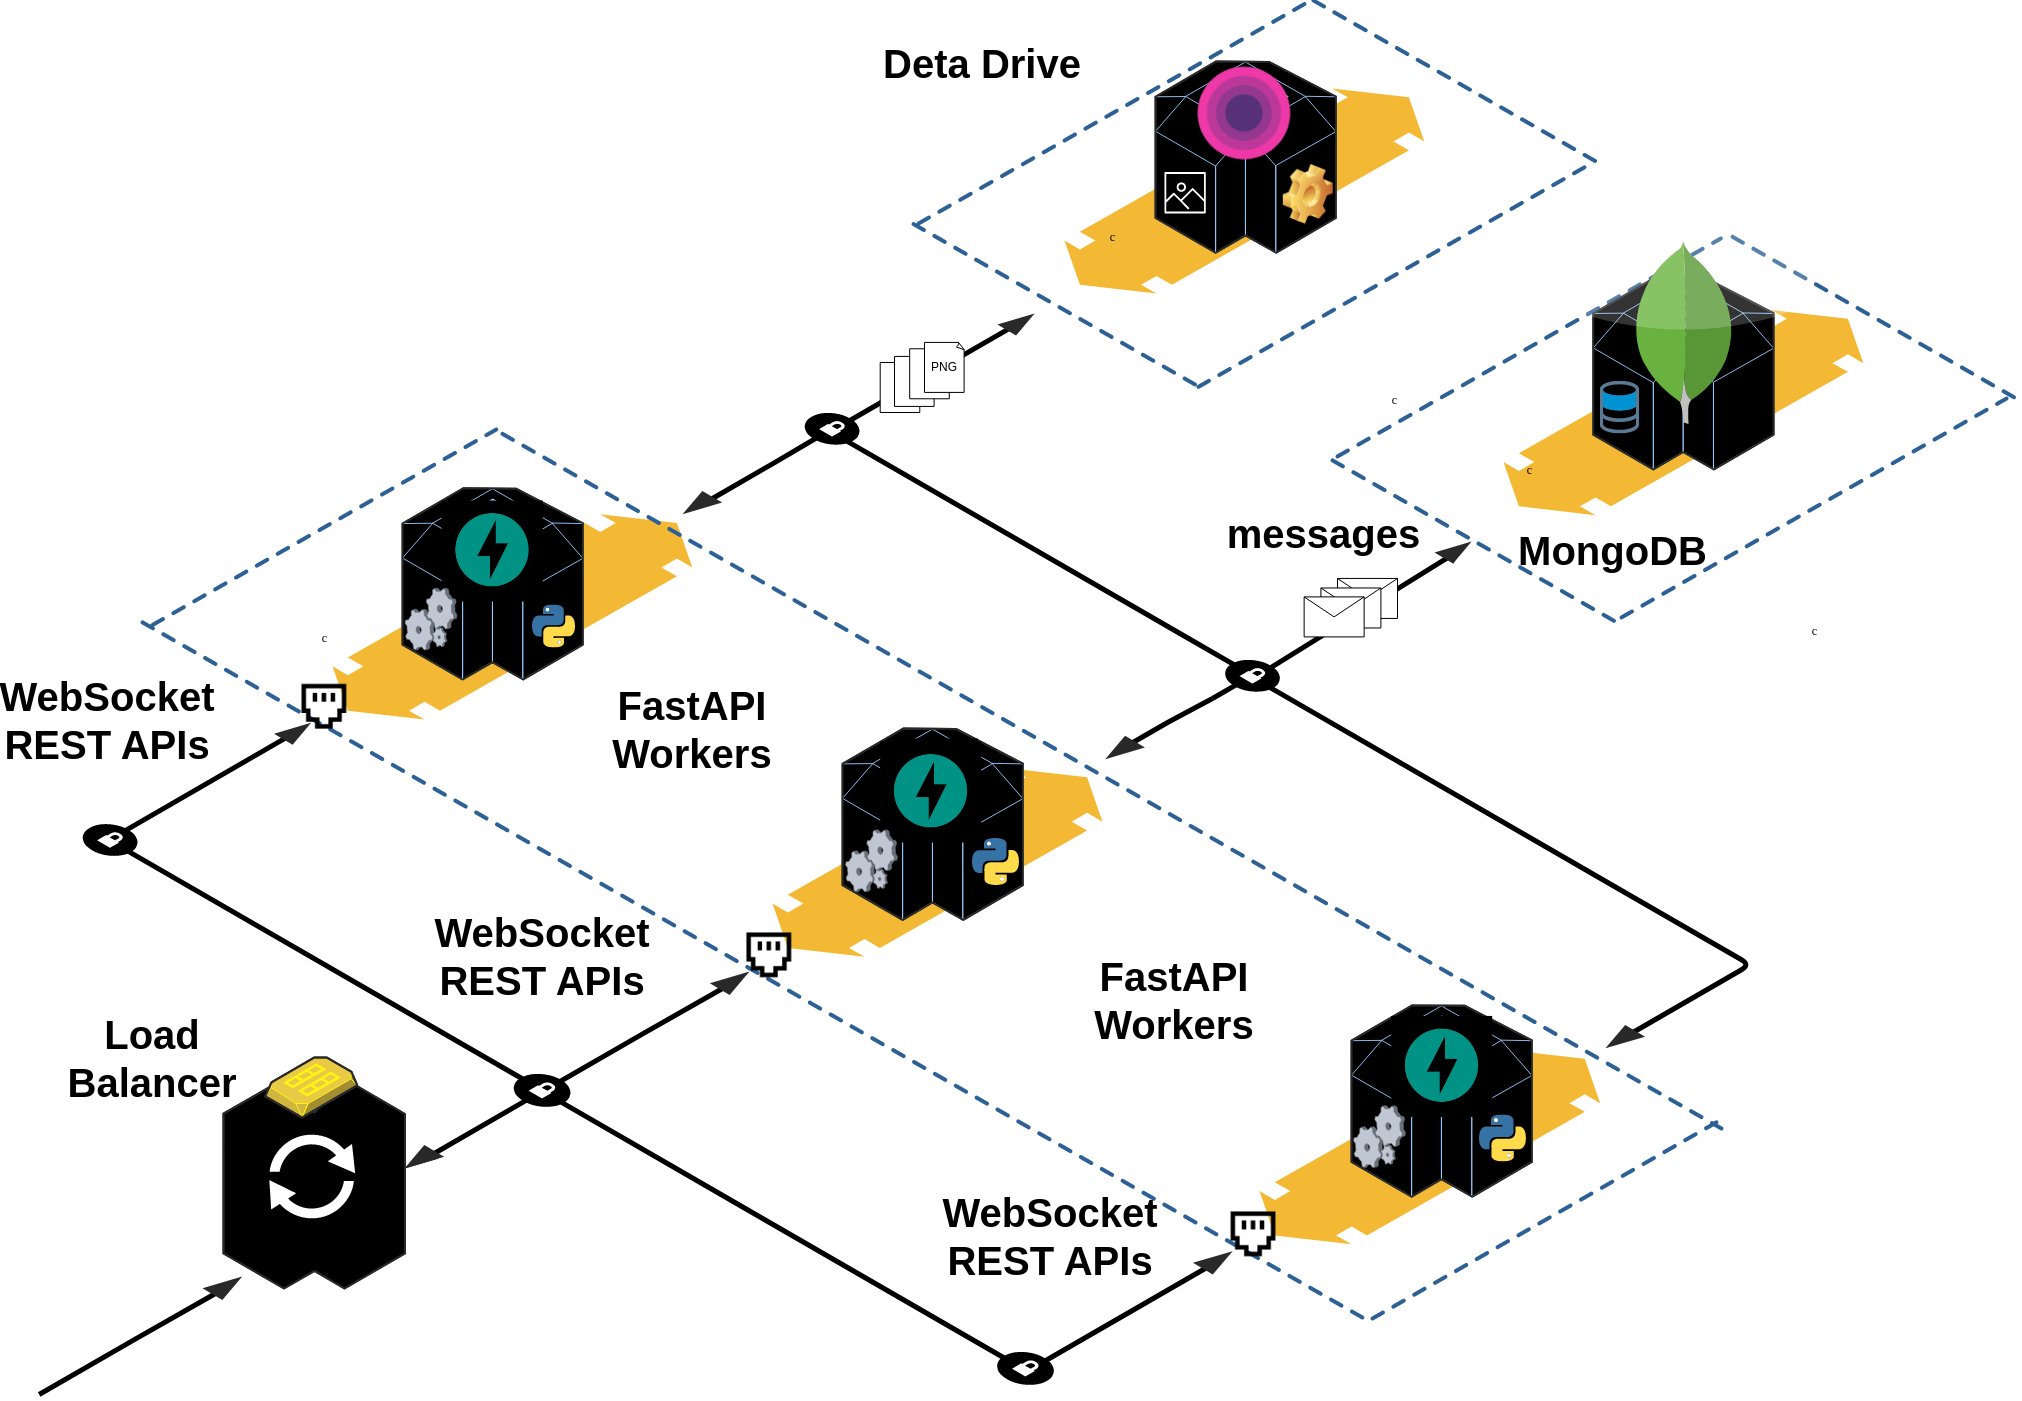 Deta Drive
c
PNG
c
c
messages
MongoDB
c
c
WebSocket
REST APIs
FastAPI
Workers
WebSocket
REST APIs
FastAPI
Workers
Load
Balancer
WebSocket
REST APIs